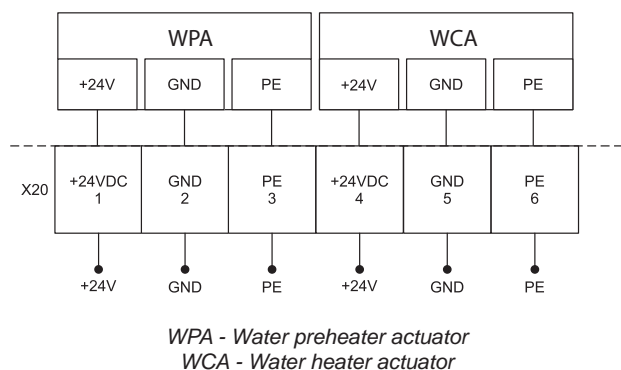 WPA WCA
+24V GND PE +24V GND PE
X20 +24VDC GND PE +24VDC GND PE
1 2 3 4 5 6
+24V GND PE +24V GND PE
WPA - Water preheater actuator
WCA - Water heater actuator